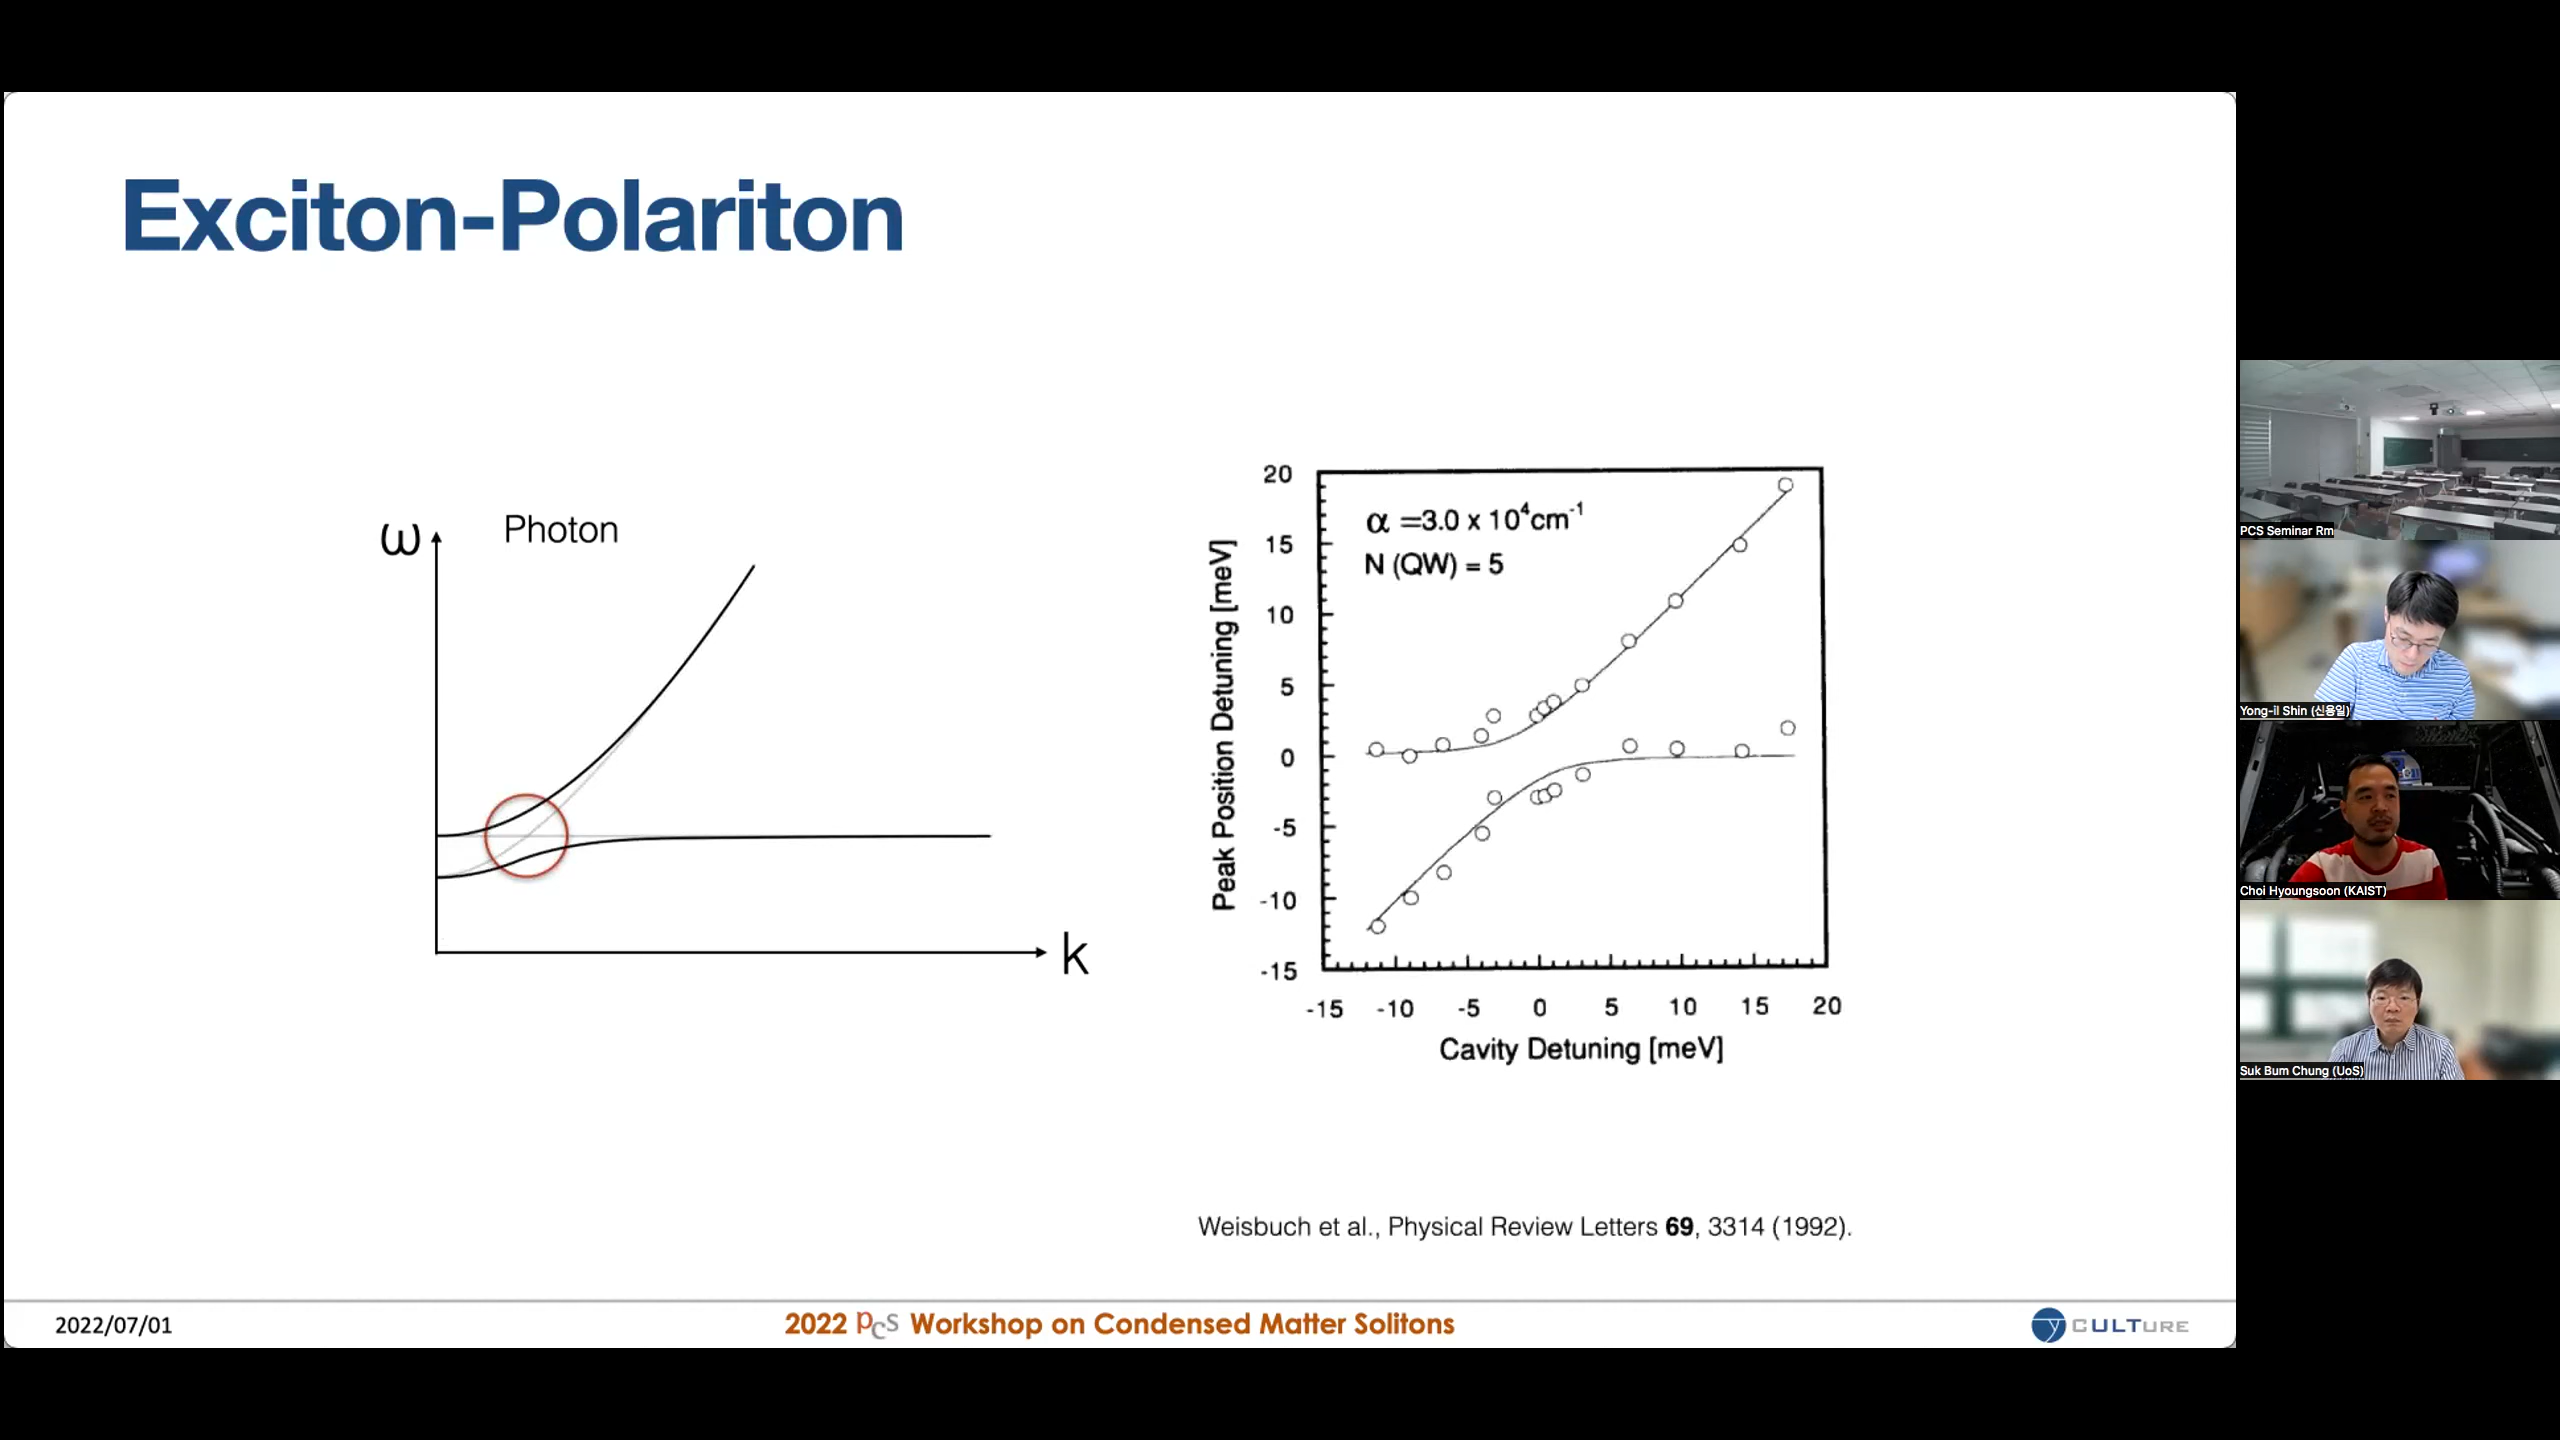 Exciton-Polariton
ω
Photon
k
α =3.0 x 10⁴cm⁻¹
N (QW) = 5
Peak Position Detuning [meV]
20
15
10
5
0
-5
-10
-15
-15 -10 -5 0 5 10 15 20
Cavity Detuning [meV]
Weisbuch et al., Physical Review Letters 69, 3314 (1992).
2022/07/01
2022 PCS Workshop on Condensed Matter Solitons
CULTURE
PCS Seminar Rm
Yong-il Shin (신용일)
Choi Hyoungsoon (KAIST)
Suk Bum Chung (UoS)